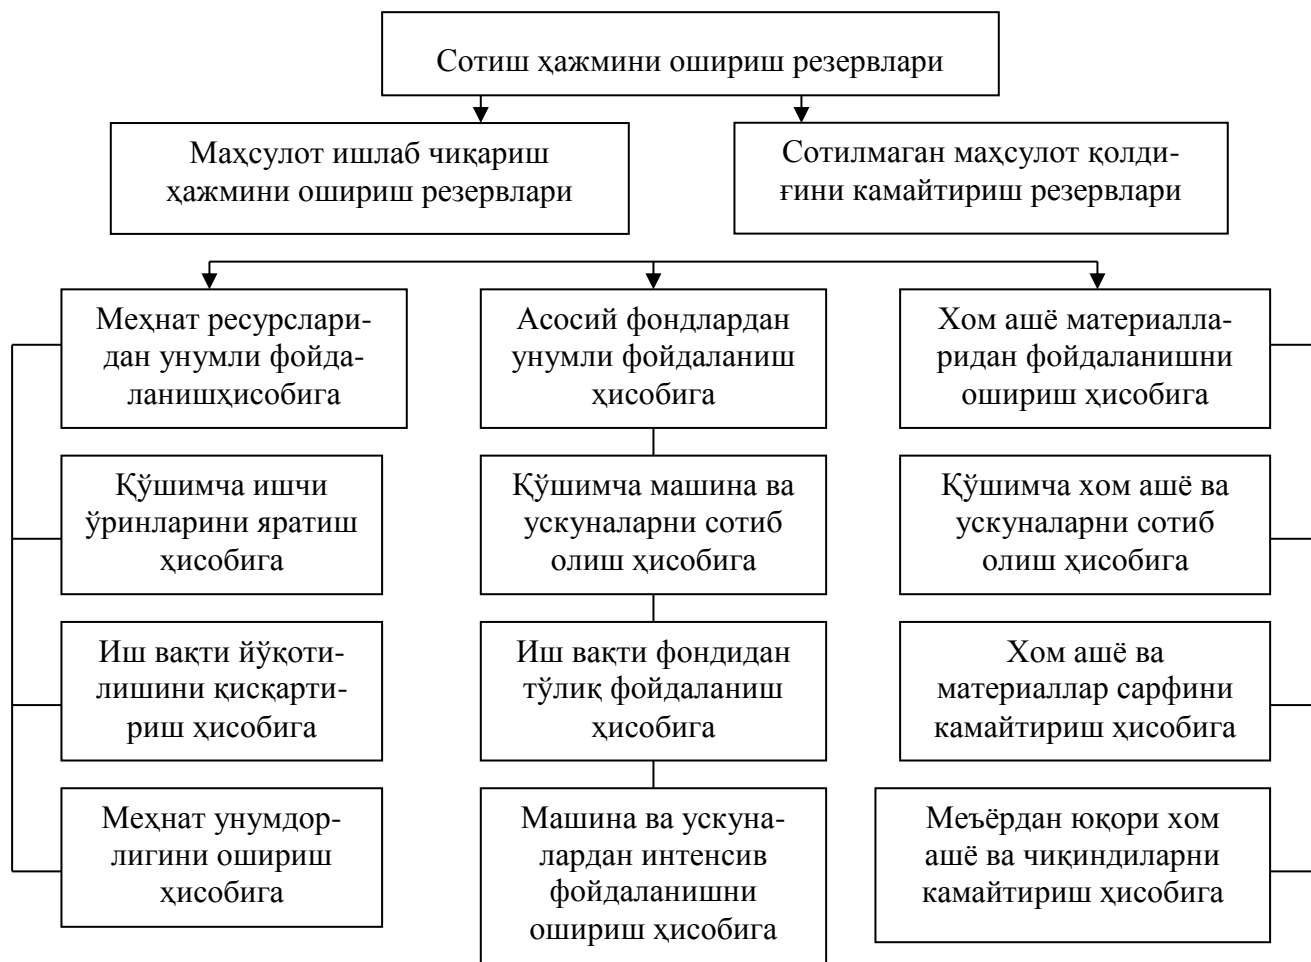 Сотиш ҳажмини ошириш резервлари
Маҳсулот ишлаб чиқариш
ҳажмини ошириш резервлари
Сотилмаган маҳсулот қолди-
ғини камайтириш резервлари
Меҳнат ресурслари-
дан унумли фойда-
ланишҳисобига
Асосий фондлардан
унумли фойдаланиш
ҳисобига
Хом ашё материалла-
ридан фойдаланишни
ошириш ҳисобига
Қўшимча ишчи
ўринларини яратиш
ҳисобига
Қўшимча машина ва
ускуналарни сотиб
олиш ҳисобига
Қўшимча хом ашё ва
ускуналарни сотиб
олиш ҳисобига
Иш вақти йўқоти-
лишини қисқарти-
риш ҳисобига
Иш вақти фондидан
тўлиқ фойдаланиш
ҳисобига
Хом ашё ва
материаллар сарфини
камайтириш ҳисобига
Меҳнат унумдор-
лигини ошириш
ҳисобига
Машина ва ускуна-
лардан интенсив
фойдаланишни
ошириш ҳисобига
Меъёрдан юқори хом
ашё ва чиқиндиларни
камайтириш ҳисобига